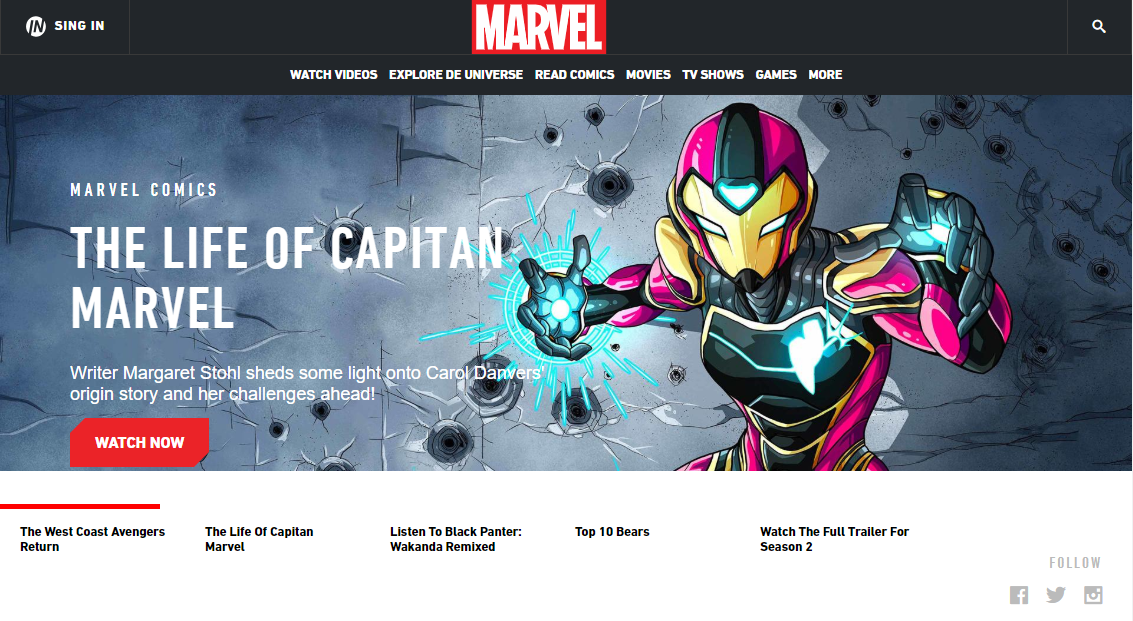 IN SING IN
MARVEL
WATCH VIDEOS EXPLORE DE UNIVERSE READ COMICS MOVIES TV SHOWS GAMES MORE
MARVEL COMICS
THE LIFE OF CAPITAN
MARVEL
Writer Margaret Stohl sheds some light onto Carol Danvers'
origin story and her challenges ahead!
WATCH NOW
The West Coast Avengers
Return
The Life Of Capitan
Marvel
Listen To Black Panter:
Wakanda Remixed
Top 10 Bears
Watch The Full Trailer For
Season 2
FOLLOW